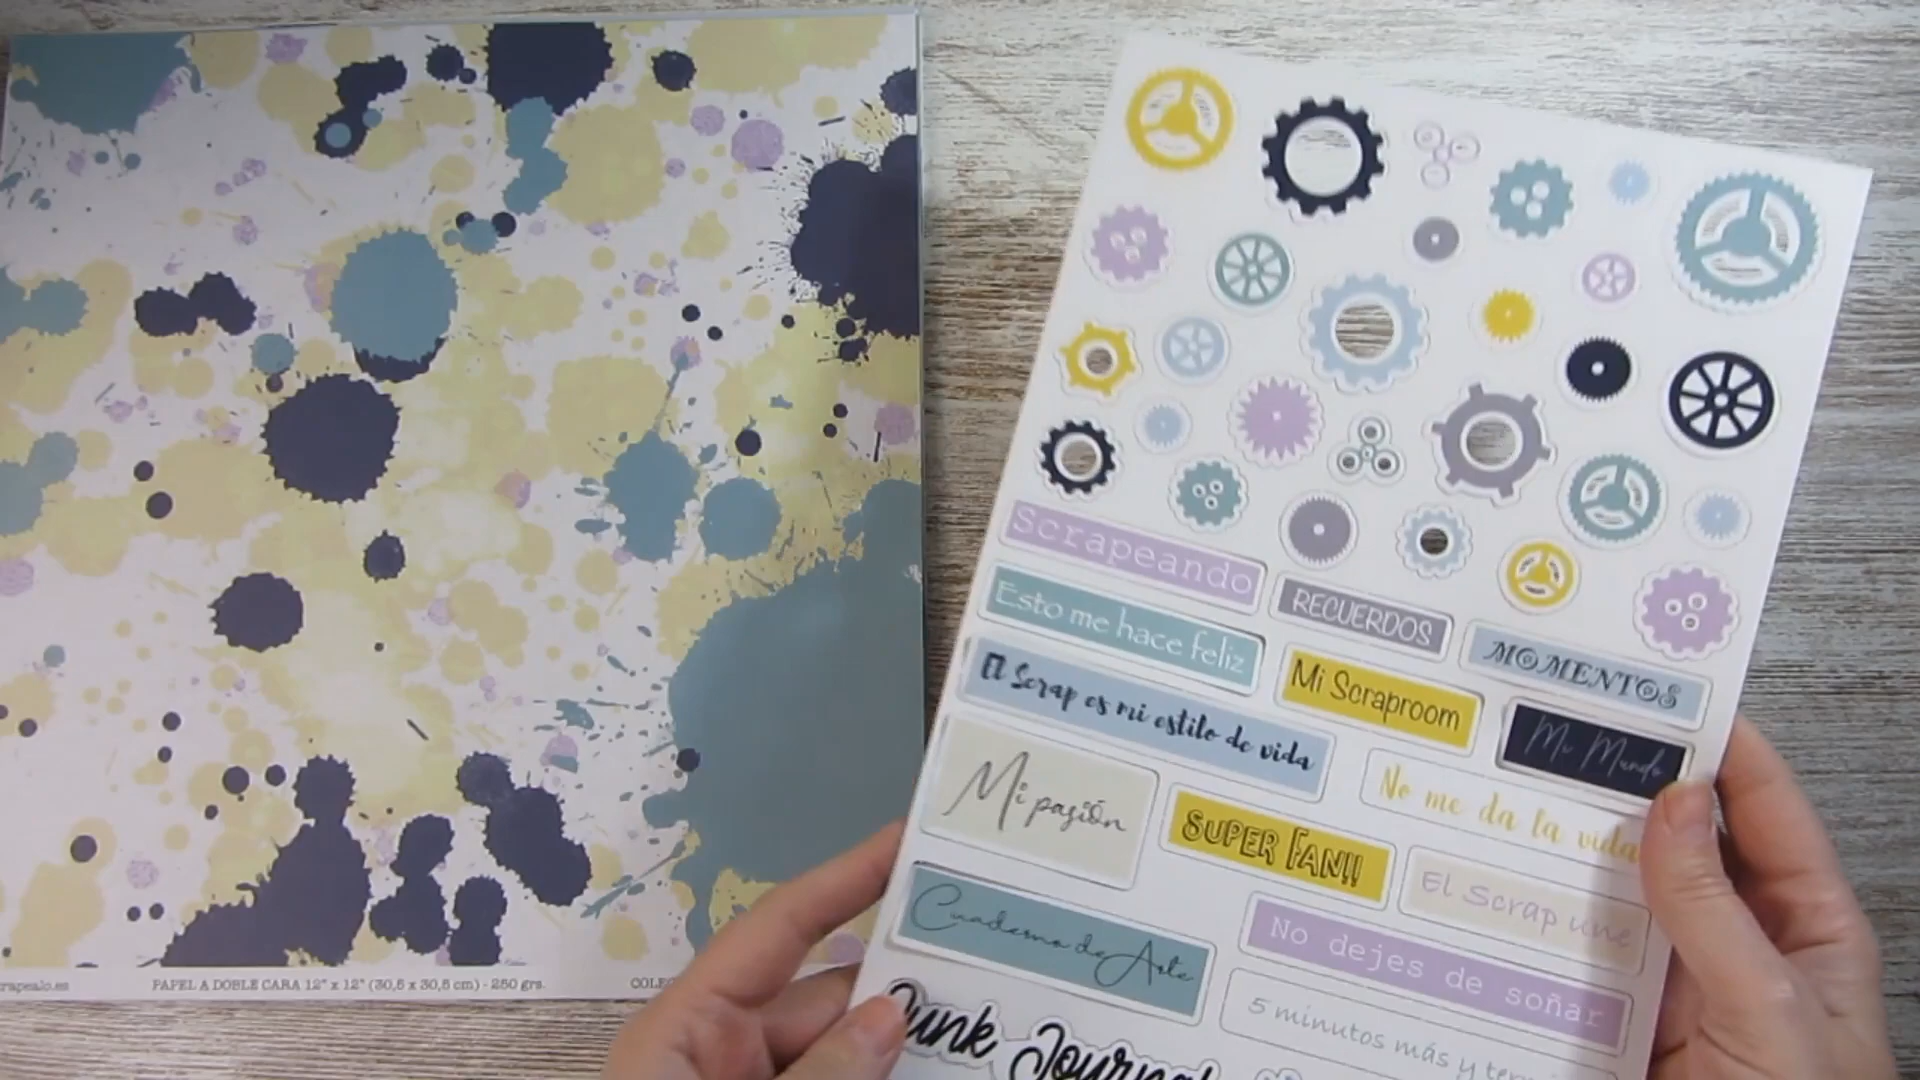 Scrapeando
Esto me hace feliz
RECUERDOS
MOMENTOS
El Scrap es mi estilo de vida
Mi Scraproom
Mi Mundo
Mi pasión
No me da la vida
SUPER FAN!!
El Scrap une
Cuaderno de Arte
No dejes de soñar
5 minutos más y
Junk Journal
PAPEL A DOBLE CARA 12" x 12" (30,5 x 30,5 cm) - 250 grs.